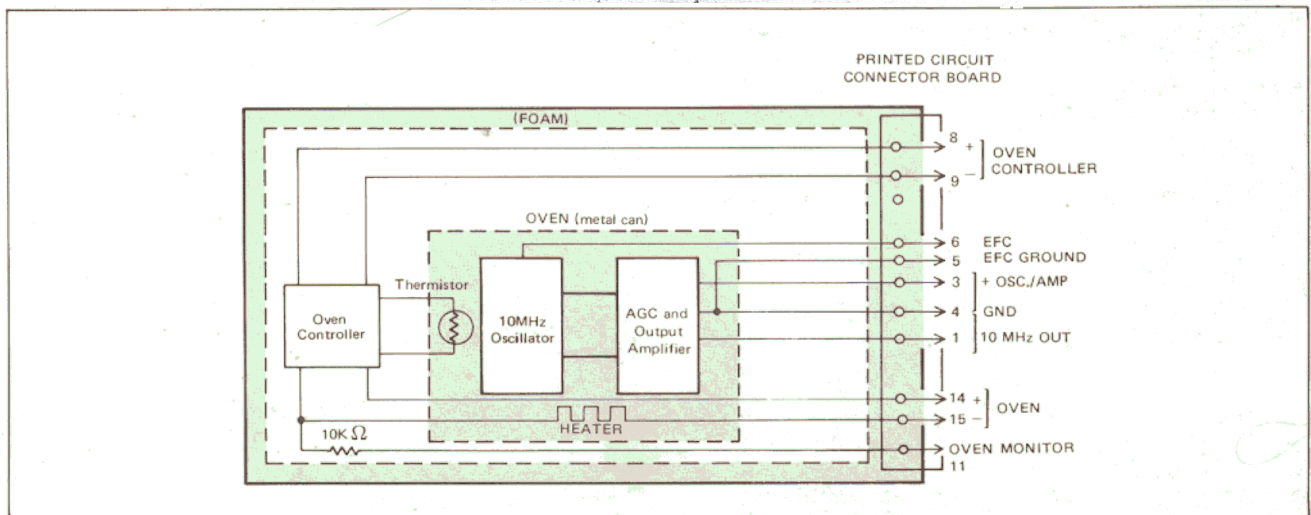 PRINTED CIRCUIT
CONNECTOR BOARD
(FOAM)
8
+
OVEN
CONTROLLER
9
−
OVEN (metal can)
6 EFC
5 EFC GROUND
Thermistor
3 + OSC./AMP
Oven
Controller
10MHz
Oscillator
AGC and
Output
Amplifier
4 GND
1 10 MHz OUT
14 +
OVEN
15 −
HEATER
10K Ω
OVEN MONITOR
11